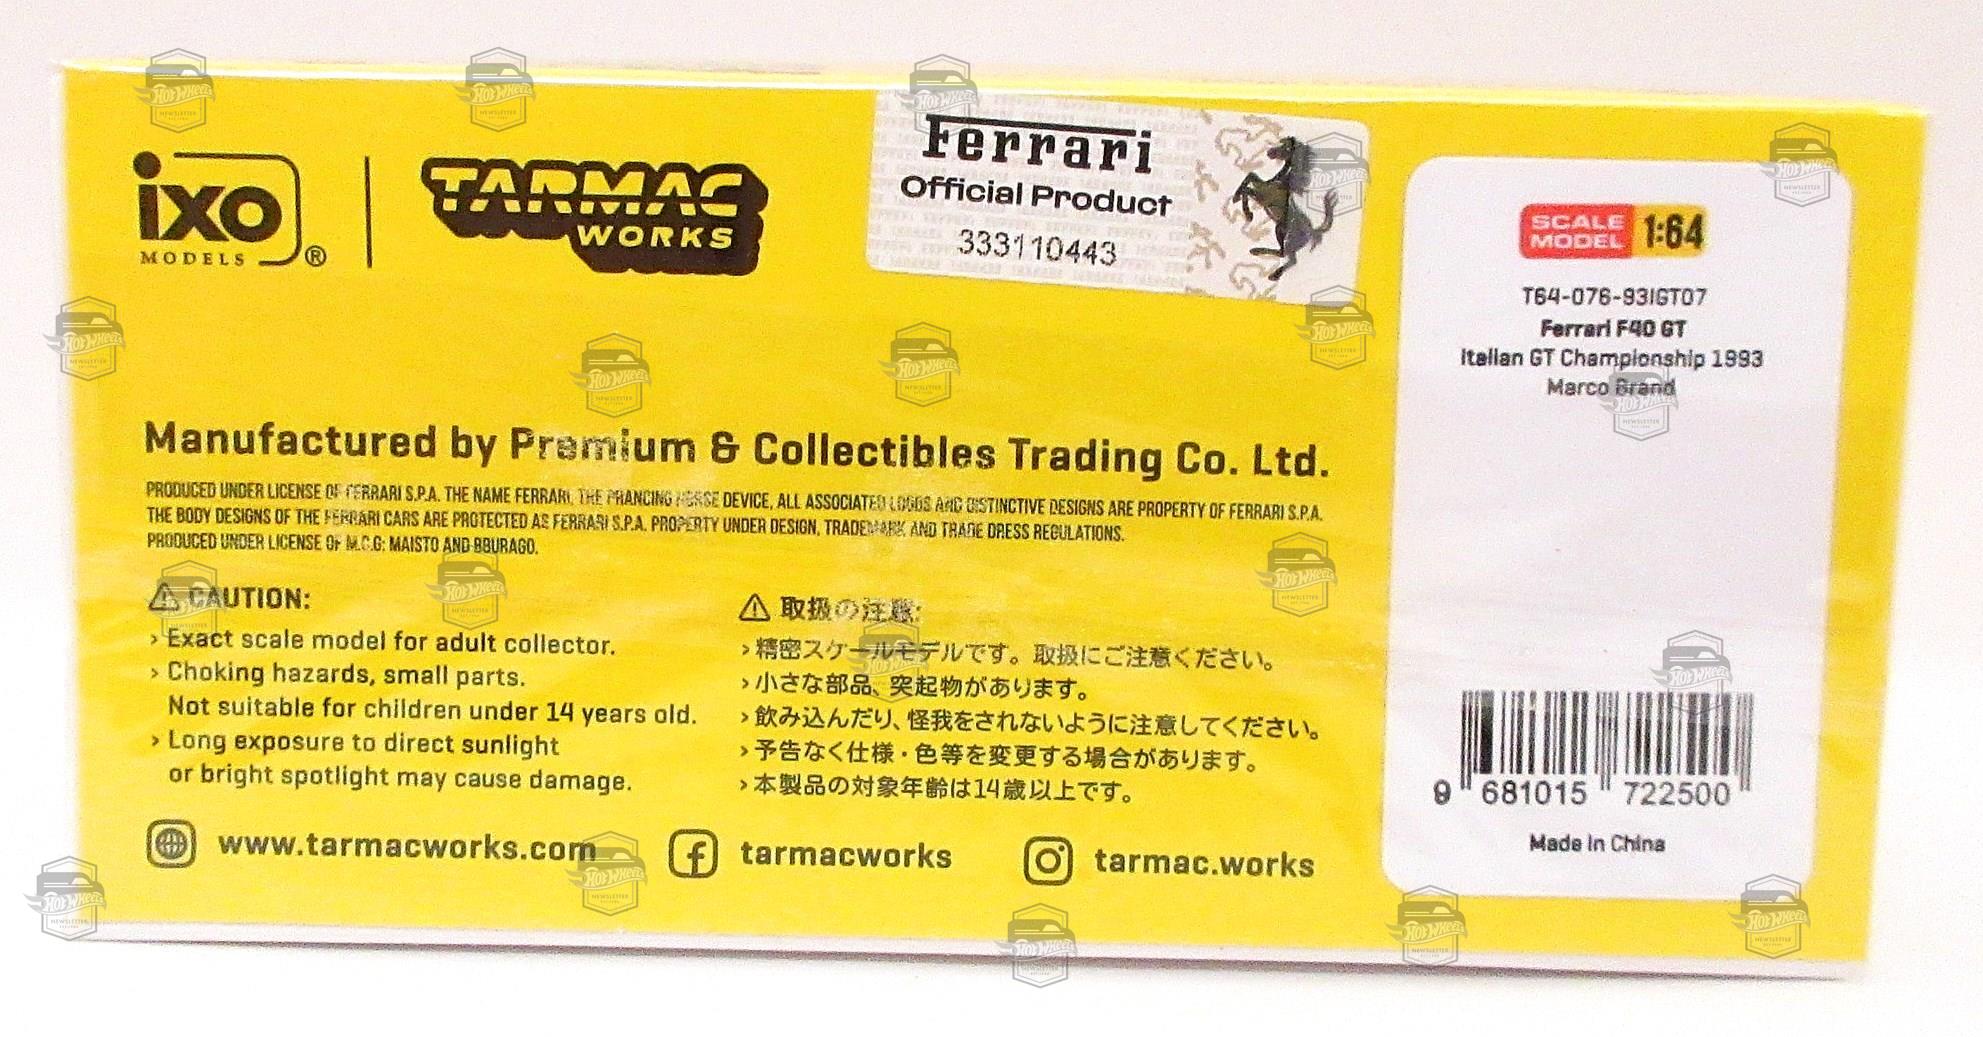 ixo
MODELS ®
TARMAC
WORKS
Ferrari
Official Product
333110443
SCALE
MODEL 1:64
T64-076-93IGT07
Ferrari F40 GT
Italian GT Championship 1993
Marco Brand
Manufactured by Premium & Collectibles Trading Co. Ltd.
PRODUCED UNDER LICENSE OF FERRARI S.P.A. THE NAME FERRARI, THE PRANCING HORSE DEVICE, ALL ASSOCIATED LOGOS AND DISTINCTIVE DESIGNS ARE PROPERTY OF FERRARI S.P.A.
THE BODY DESIGNS OF THE FERRARI CARS ARE PROTECTED AS FERRARI S.P.A. PROPERTY UNDER DESIGN, TRADEMARK AND TRADE DRESS REGULATIONS.
PRODUCED UNDER LICENSE OF M.C.G: MAISTO AND BBURAGO.
⚠ CAUTION:
› Exact scale model for adult collector.
› Choking hazards, small parts.
Not suitable for children under 14 years old.
› Long exposure to direct sunlight
or bright spotlight may cause damage.
⚠ 取扱の注意:
› 精密スケールモデルです。取扱にご注意ください。
› 小さな部品、突起物があります。
› 飲み込んだり、怪我をされないように注意してください。
› 予告なく仕様・色等を変更する場合があります。
› 本製品の対象年齢は14歳以上です。
www.tarmacworks.com
tarmacworks
tarmac.works
9 681015 722500
Made in China
Hot Wheels
NEWSLETTER